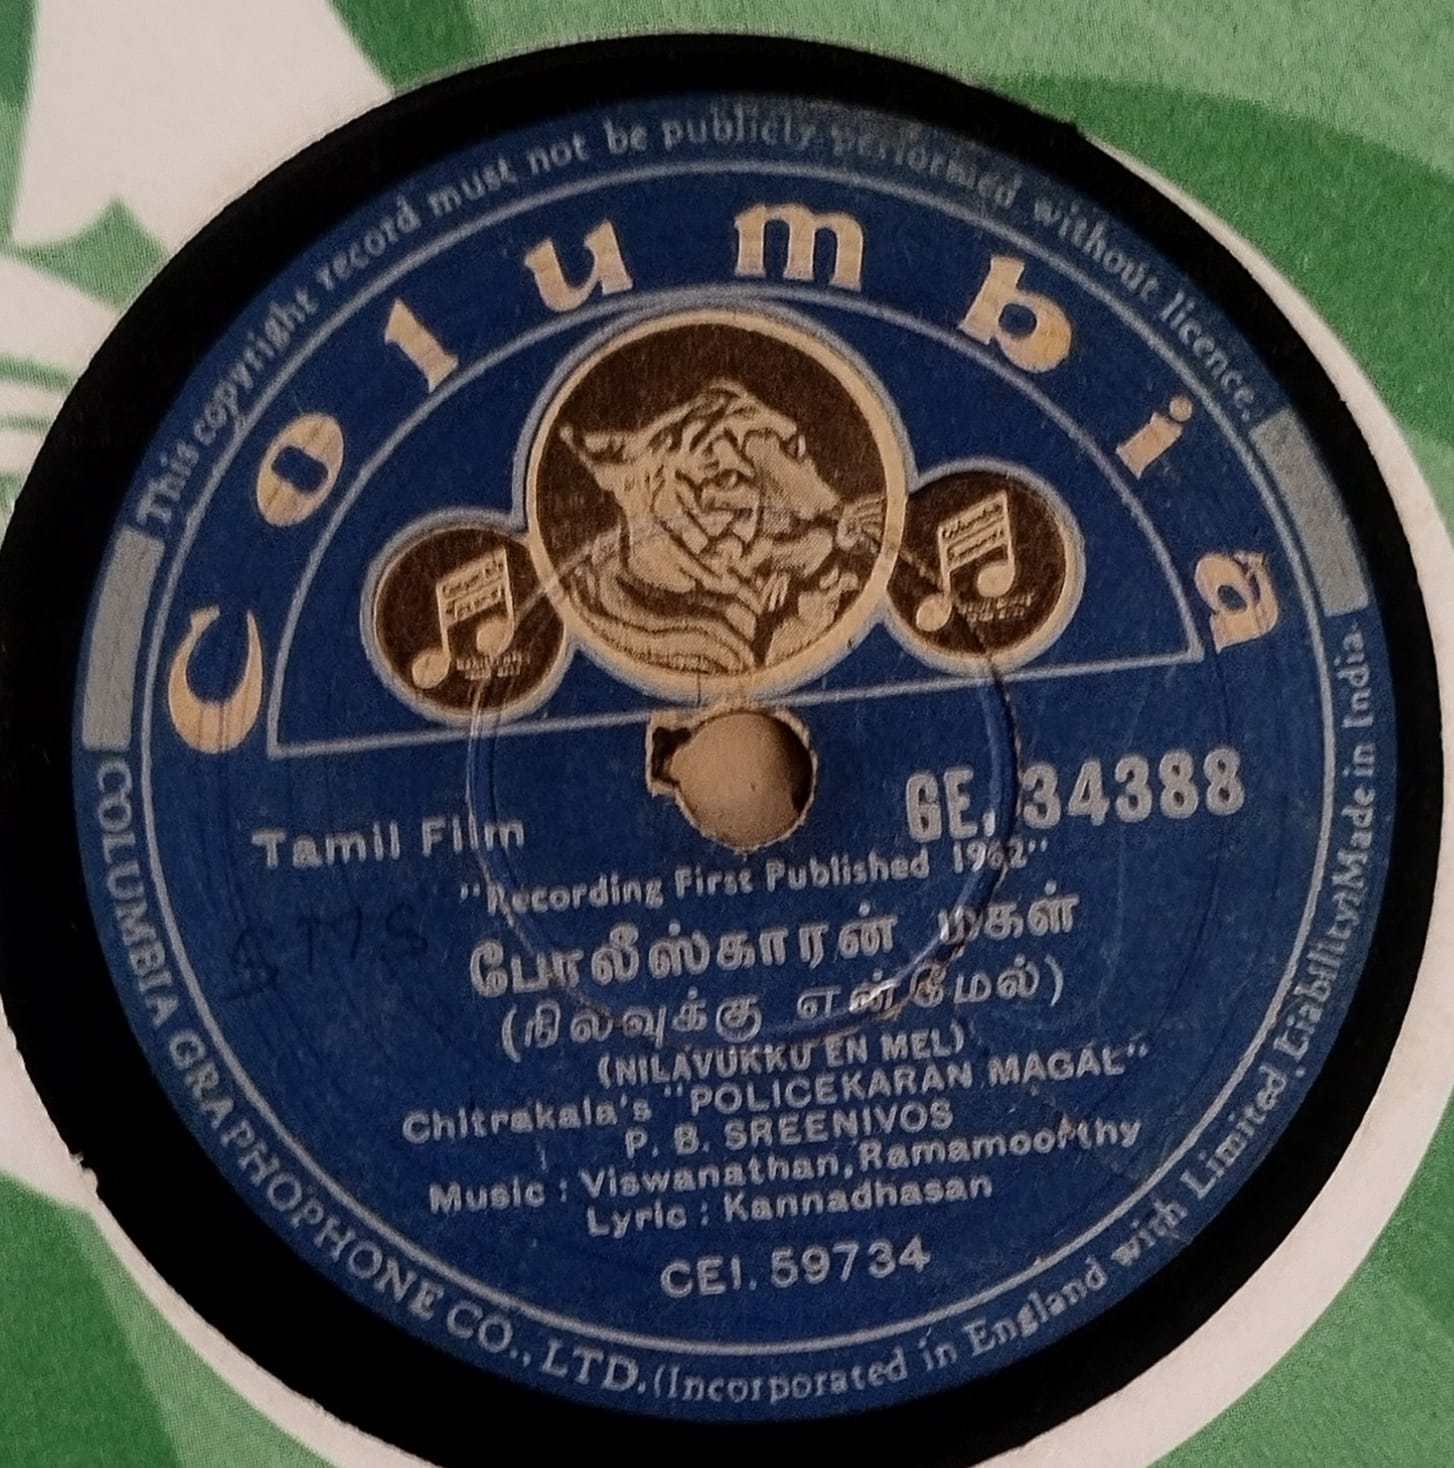 This copyright record must not be publicly performed without licence.
Columbia
Tamil Film
GE. 34388
"Recording First Published 1962"
STMS
போலீஸ்காரன் மகள்
(நிலவுக்கு என்மேல்)
(NILAVUKKU EN MEL)
Chitrakala's "POLICEKARAN MAGAL"
P. B. SREENIVOS
Music : Viswanathan, Ramamoorthy
Lyric : Kannadhasan
CEI. 59734
COLUMBIA GRAPHOPHONE CO., LTD. (Incorporated in England with Limited Liability) Made in India.